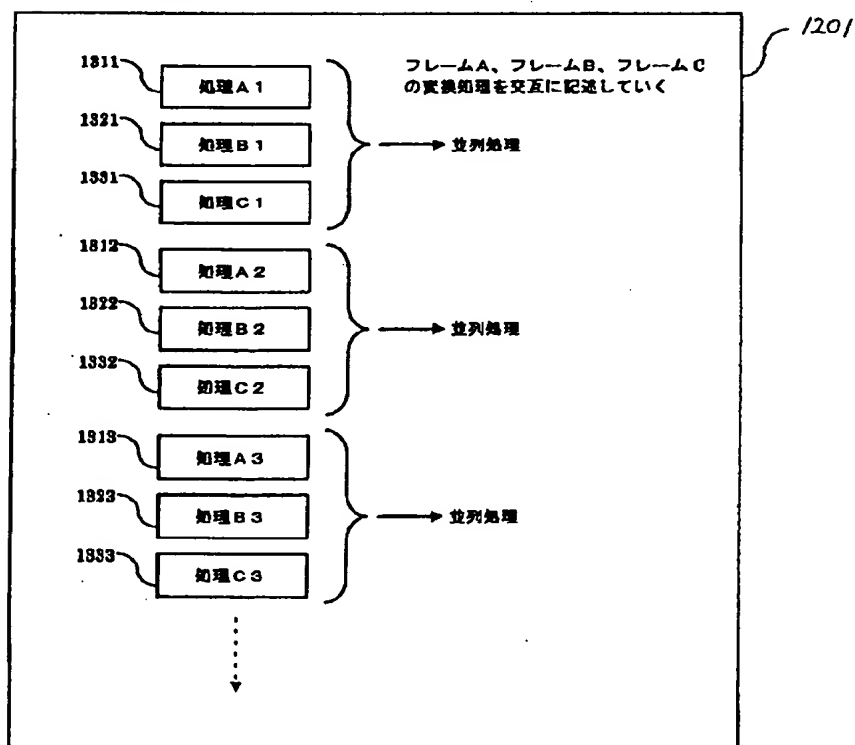 1201
フレームA、フレームB、フレームC
の変換処理を交互に記述していく
1311
処理A1
1321
処理B1
並列処理
1331
処理C1
1312
処理A2
1322
処理B2
並列処理
1332
処理C2
1313
処理A3
1323
処理B3
並列処理
1333
処理C3